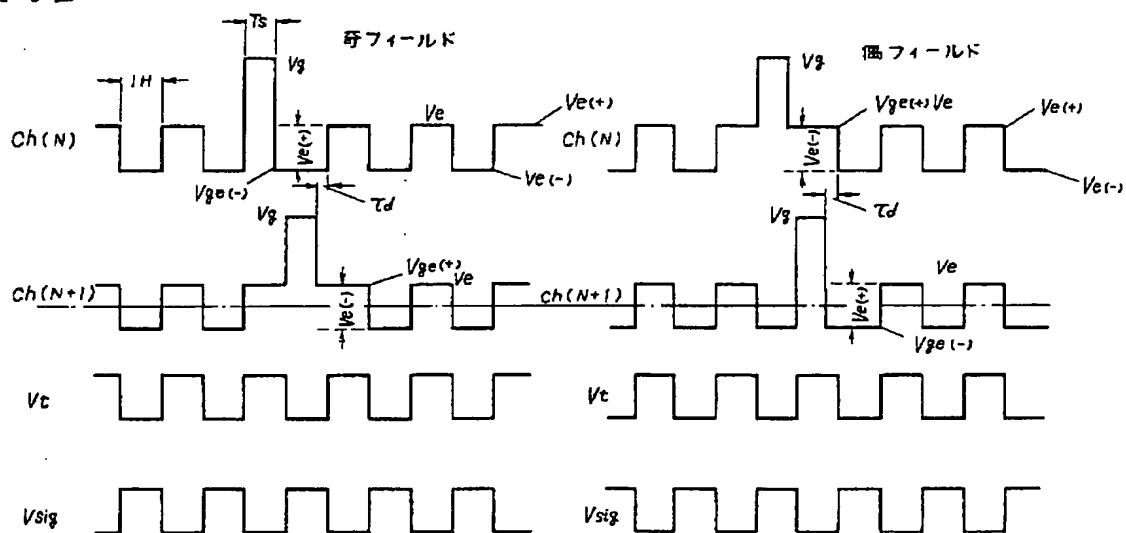 Ts
奇フィールド
1H
Vg
Ve
Ve(+)
Ch(N)
Ve(+)
Vge(-)
Ve(-)
τd
Vg
Vge(+)
Ve
Ch(N+1)
Ve(-)
Vt
Vsig
偶フィールド
Vg
Vge(+) Ve
Ve(+)
Ch(N)
Ve(-)
Ve(-)
τd
Vg
Ve
Ch(N+1)
Ve(+)
Vge(-)
Vt
Vsig